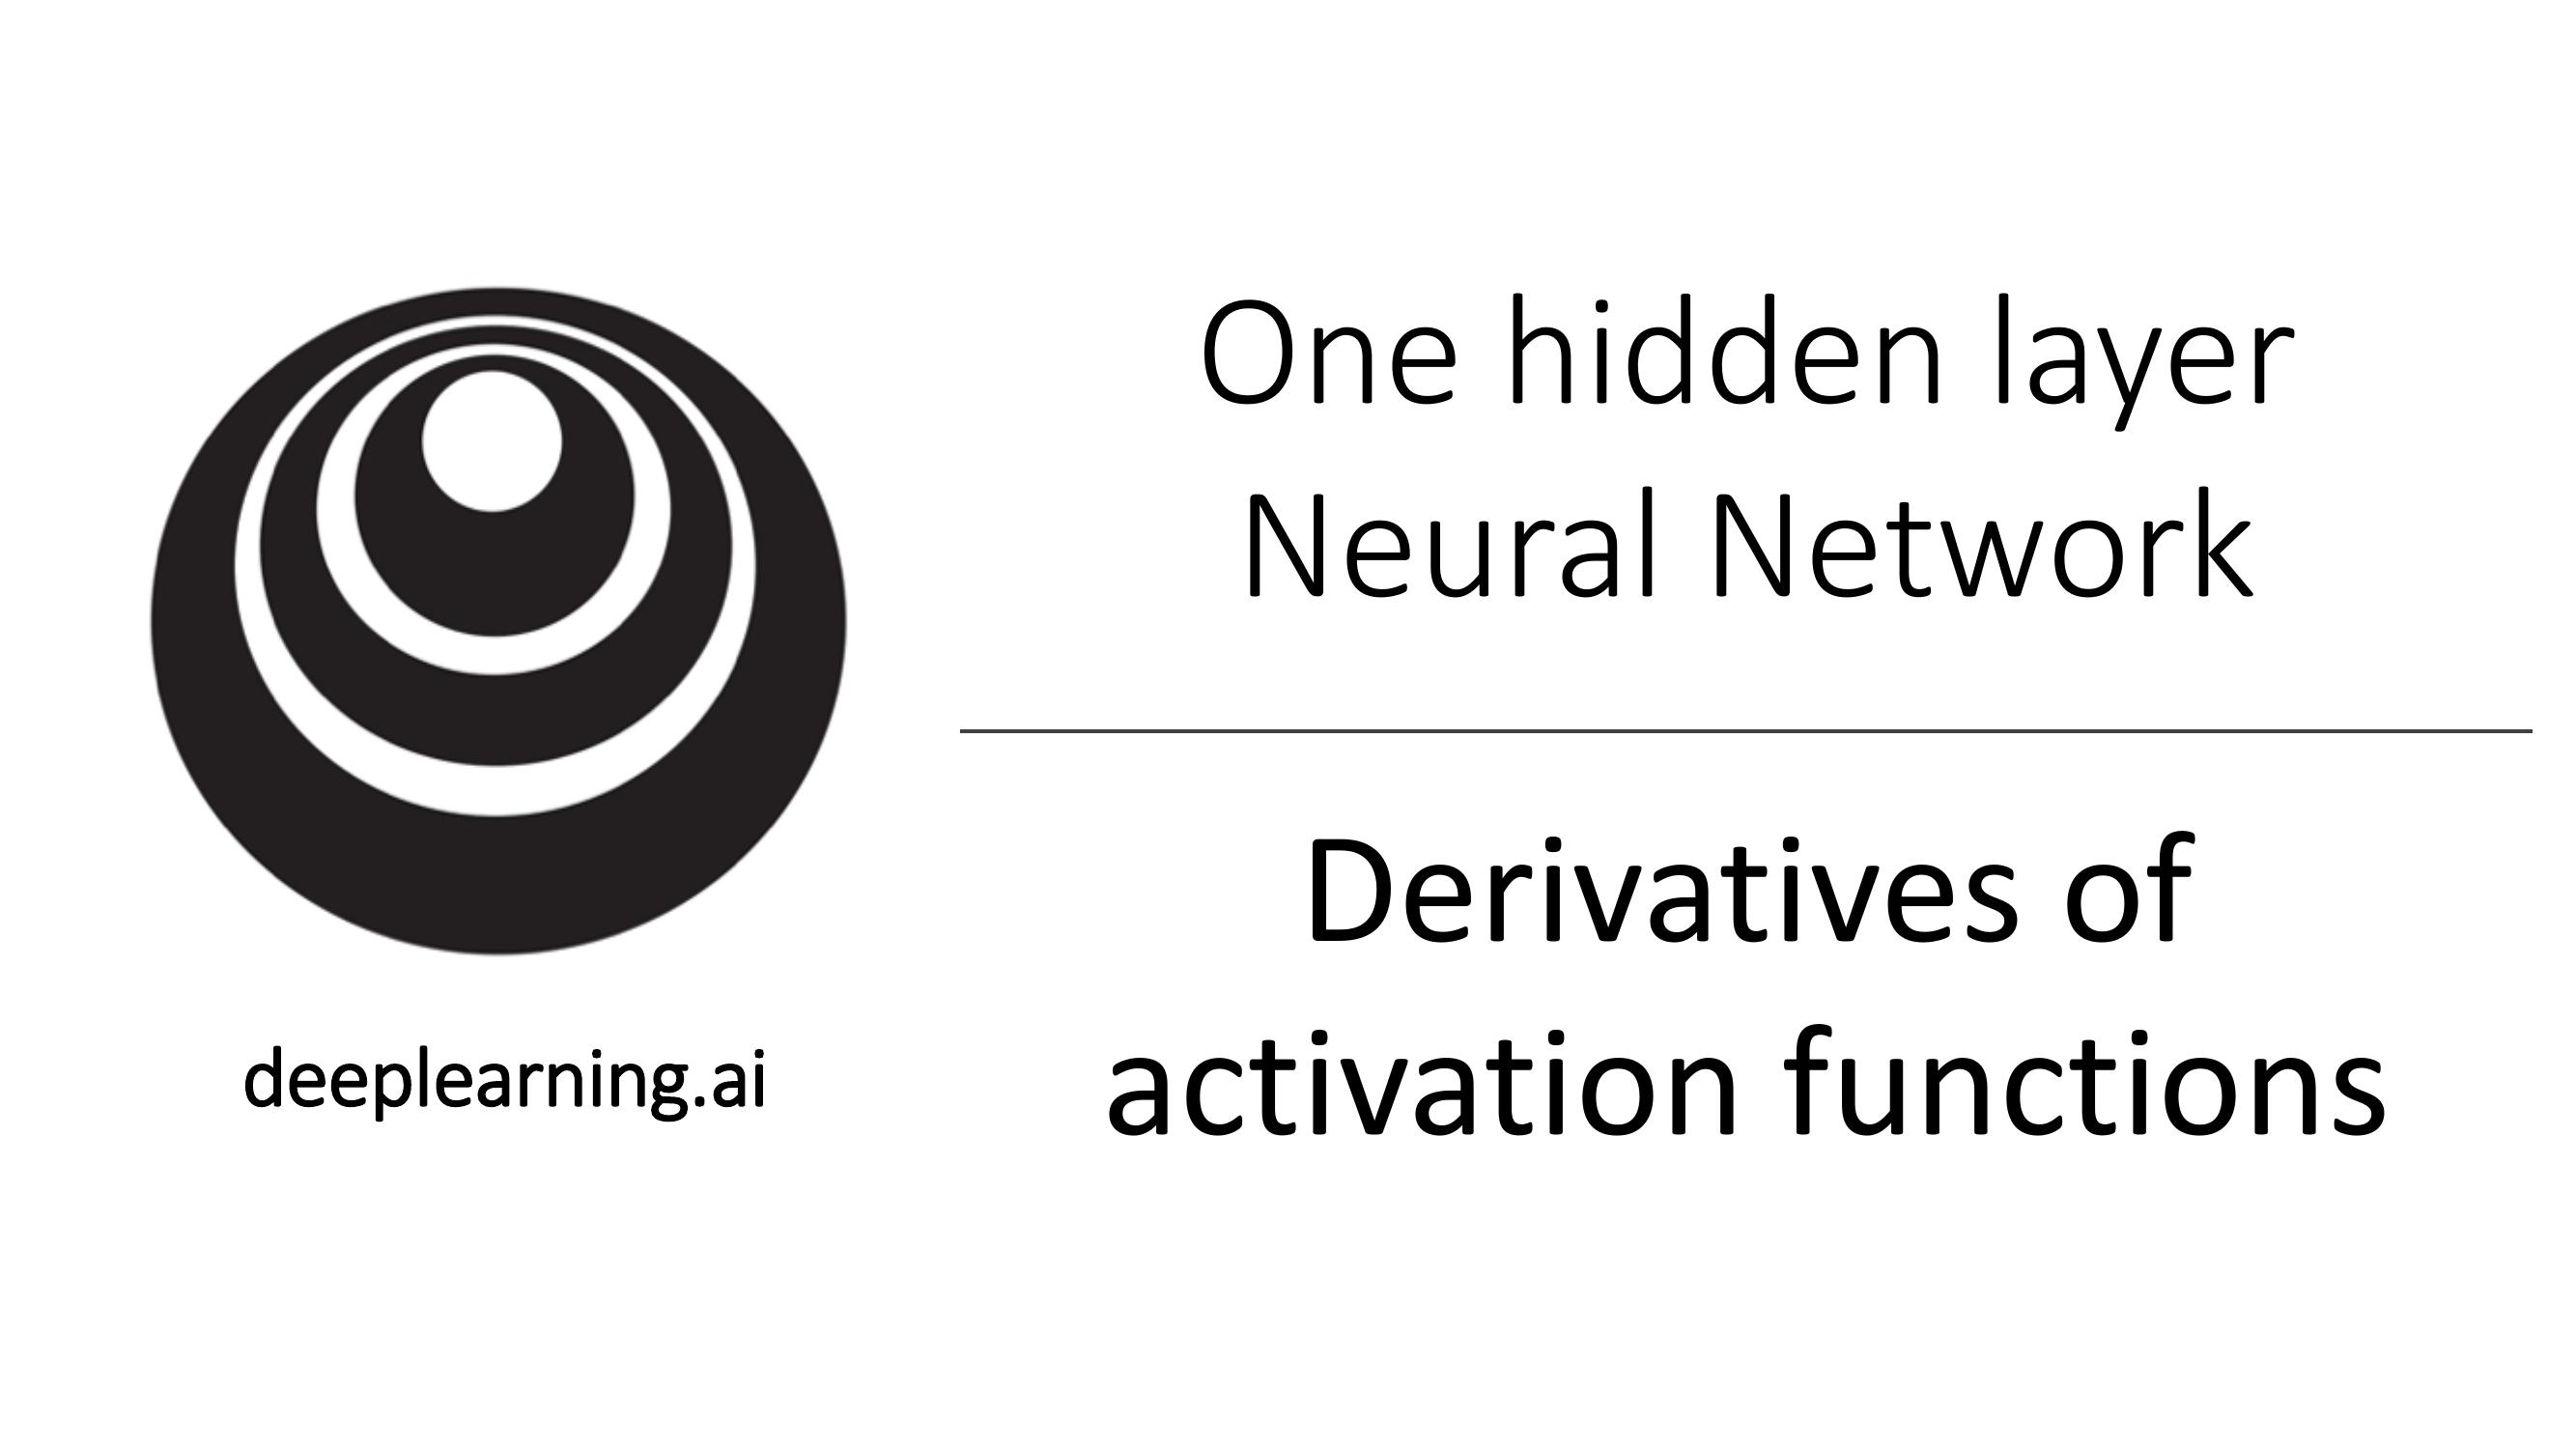 One hidden layer
Neural Network
Derivatives of
activation functions
deeplearning.ai